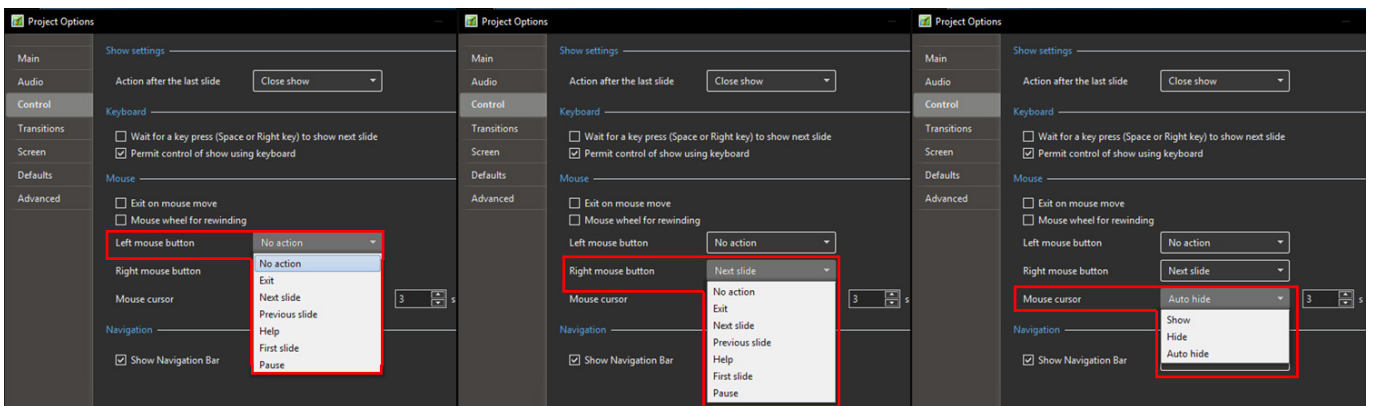 Project Options
Main
Audio
Control
Transitions
Screen
Defaults
Advanced
Show settings
Action after the last slide Close show
Keyboard
Wait for a key press (Space or Right key) to show next slide
Permit control of show using keyboard
Mouse
Exit on mouse move
Mouse wheel for rewinding
Left mouse button No action
No action
Exit
Next slide
Previous slide
Help
First slide
Pause
Right mouse button
Mouse cursor 3 s
Navigation
Show Navigation Bar
Project Options
Main
Audio
Control
Transitions
Screen
Defaults
Advanced
Show settings
Action after the last slide Close show
Keyboard
Wait for a key press (Space or Right key) to show next slide
Permit control of show using keyboard
Mouse
Exit on mouse move
Mouse wheel for rewinding
Left mouse button No action
Right mouse button Next slide
No action
Exit
Next slide
Previous slide
Help
First slide
Pause
Mouse cursor 3 s
Navigation
Show Navigation Bar
Project Options
Main
Audio
Control
Transitions
Screen
Defaults
Advanced
Show settings
Action after the last slide Close show
Keyboard
Wait for a key press (Space or Right key) to show next slide
Permit control of show using keyboard
Mouse
Exit on mouse move
Mouse wheel for rewinding
Left mouse button No action
Right mouse button Next slide
Mouse cursor Auto hide 3 s
Show
Hide
Auto hide
Navigation
Show Navigation Bar